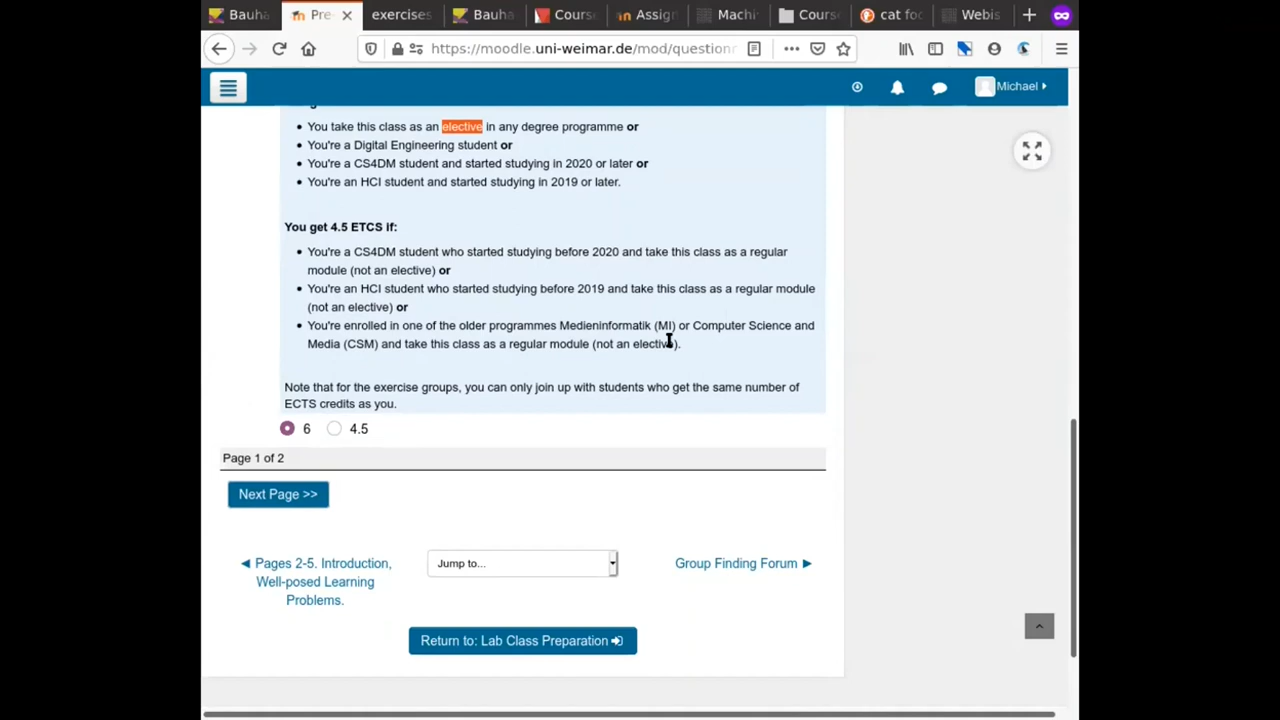 Bauha
Pre
exercises
Bauha
Course
Assign
Machi
Course
cat foo
Webis
https://moodle.uni-weimar.de/mod/questionn
Michael
You take this class as an elective in any degree programme or
You're a Digital Engineering student or
You're a CS4DM student and started studying in 2020 or later or
You're an HCI student and started studying in 2019 or later.
You get 4.5 ETCS if:
You're a CS4DM student who started studying before 2020 and take this class as a regular
module (not an elective) or
You're an HCI student who started studying before 2019 and take this class as a regular module
(not an elective) or
You're enrolled in one of the older programmes Medieninformatik (MI) or Computer Science and
Media (CSM) and take this class as a regular module (not an elective).
Note that for the exercise groups, you can only join up with students who get the same number of
ECTS credits as you.
6 4.5
Page 1 of 2
Next Page >>
◄ Pages 2-5. Introduction,
Well-posed Learning
Problems.
Jump to...
Group Finding Forum ►
Return to: Lab Class Preparation